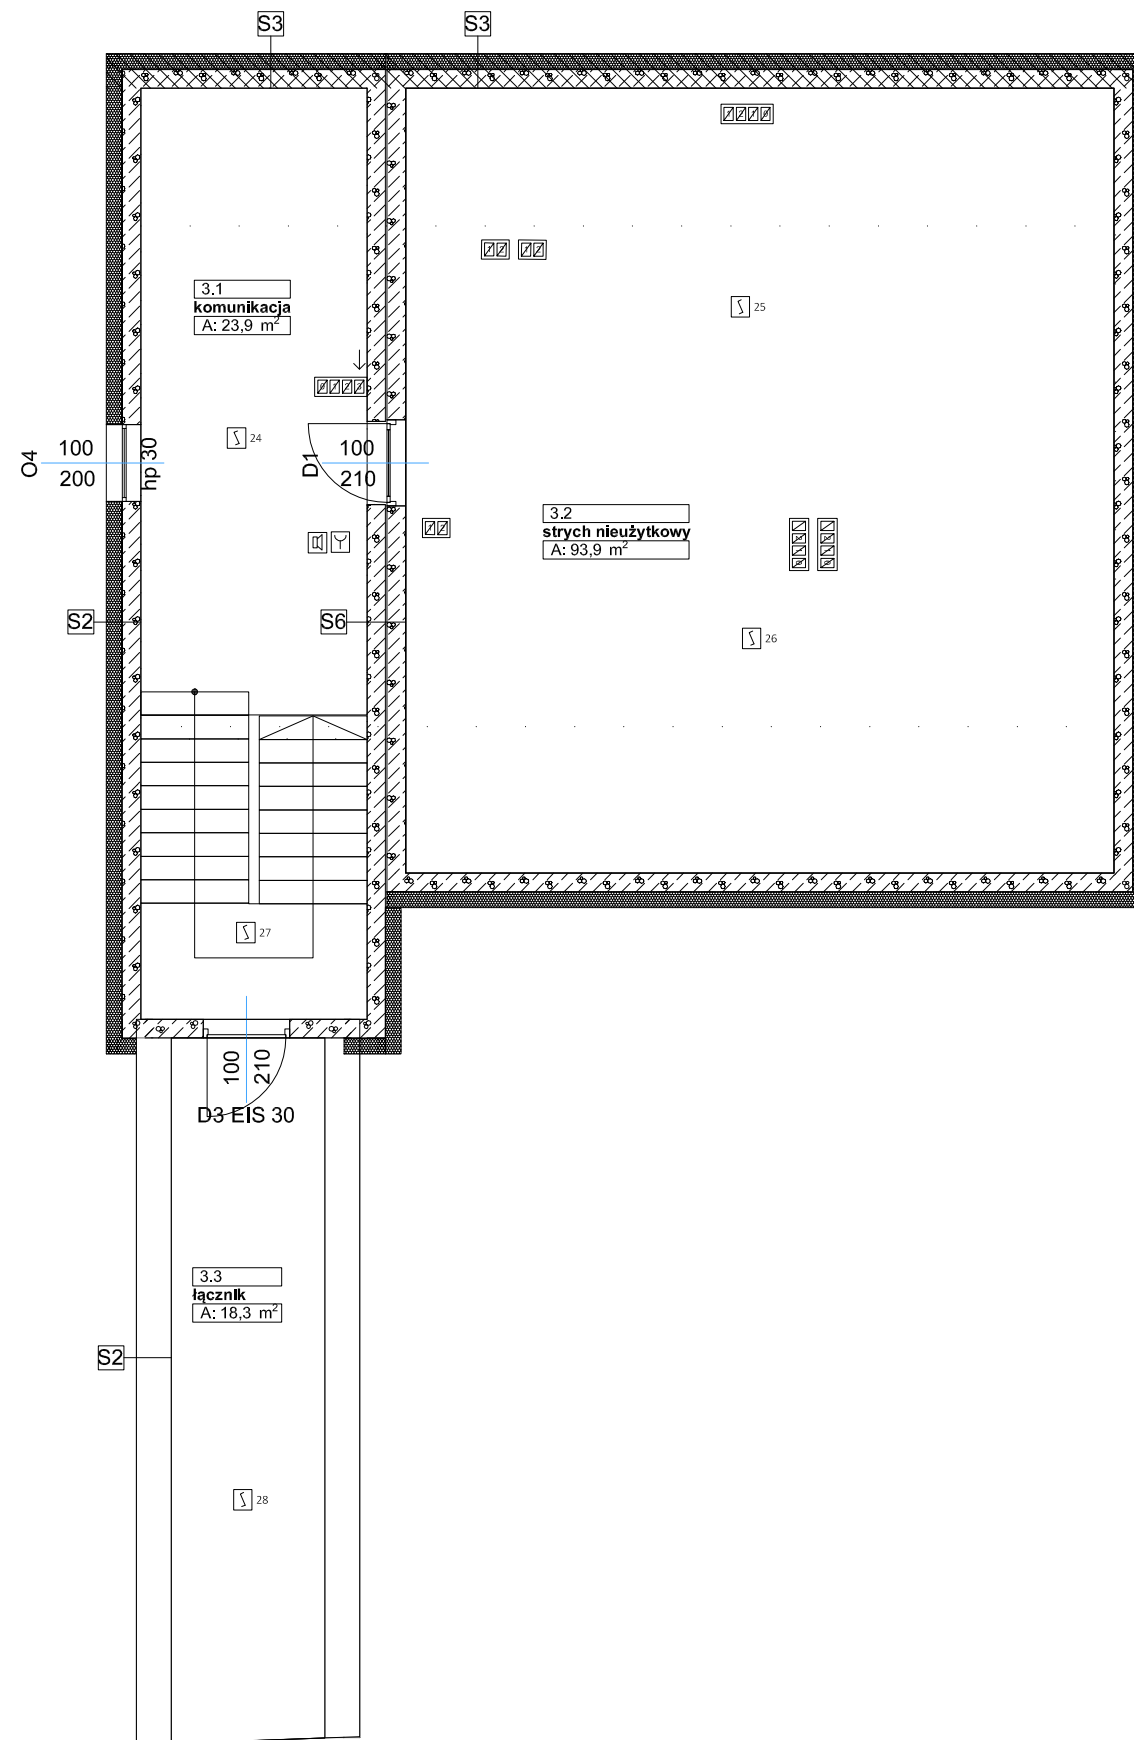 S3
S3
3.1
komunikacja
A: 23,9 m²
25
24
O4
100
200
hp 30
D1
100
210
3.2
strych nieużytkowy
A: 93,9 m²
S2
S6
26
27
100
210
D3 EIS 30
3.3
łącznik
A: 18,3 m²
S2
28